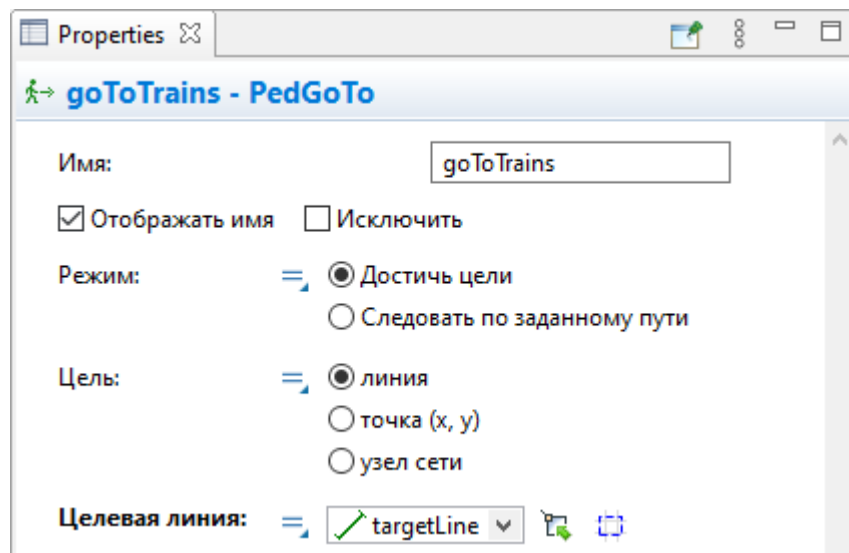 Properties
goToTrains - PedGoTo
Имя: goToTrains
Отображать имя Исключить
Режим: Достичь цели
Следовать по заданному пути
Цель: линия
точка (x, y)
узел сети
Целевая линия: targetLine